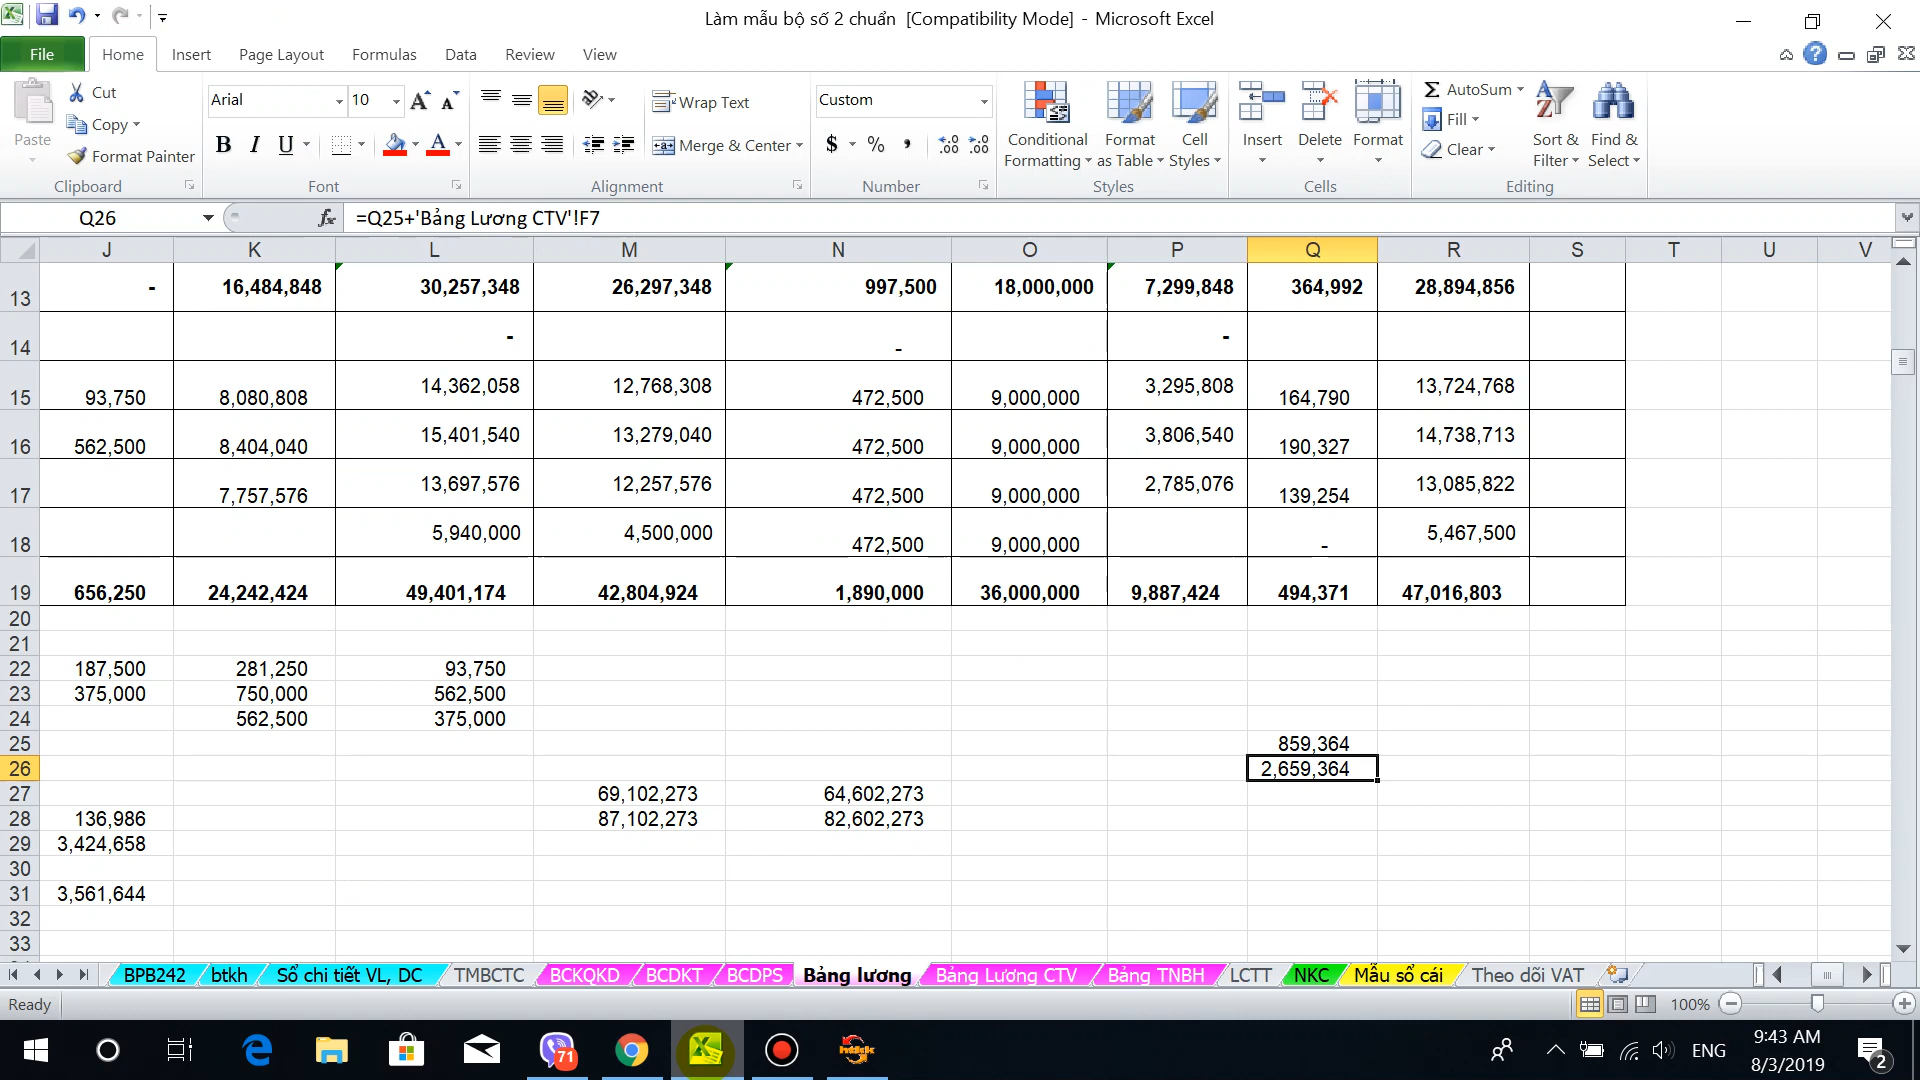 Làm mẫu bộ số 2 chuẩn [Compatibility Mode] - Microsoft Excel
File Home Insert Page Layout Formulas Data Review View
Paste Cut Copy Format Painter Clipboard
Arial 10 B I U Font
Wrap Text Merge & Center Alignment
Custom $ % , Number
Conditional Formatting Format as Table Cell Styles Styles
Insert Delete Format Cells
AutoSum Fill Clear Sort & Filter Find & Select Editing
Q26 fx =Q25+'Bảng Lương CTV'!F7
J K L M N O P Q R S T U V
13 - 16,484,848 30,257,348 26,297,348 997,500 18,000,000 7,299,848 364,992 28,894,856
14 - - -
15 93,750 8,080,808 14,362,058 12,768,308 472,500 9,000,000 3,295,808 164,790 13,724,768
16 562,500 8,404,040 15,401,540 13,279,040 472,500 9,000,000 3,806,540 190,327 14,738,713
17 7,757,576 13,697,576 12,257,576 472,500 9,000,000 2,785,076 139,254 13,085,822
18 5,940,000 4,500,000 472,500 9,000,000 - 5,467,500
19 656,250 24,242,424 49,401,174 42,804,924 1,890,000 36,000,000 9,887,424 494,371 47,016,803
20
21
22 187,500 281,250 93,750
23 375,000 750,000 562,500
24 562,500 375,000
25 859,364
26 2,659,364
27 69,102,273 64,602,273
28 136,986 87,102,273 82,602,273
29 3,424,658
30
31 3,561,644
32
33
BPB242 btkh Sổ chi tiết VL, DC TMBCTC BCKQKD BCDKT BCDPS Bảng lương Bảng Lương CTV Bảng TNBH LCTT NKC Mẫu sổ cái Theo dõi VAT
Ready 100%
71 ENG 9:43 AM
8/3/2019 2